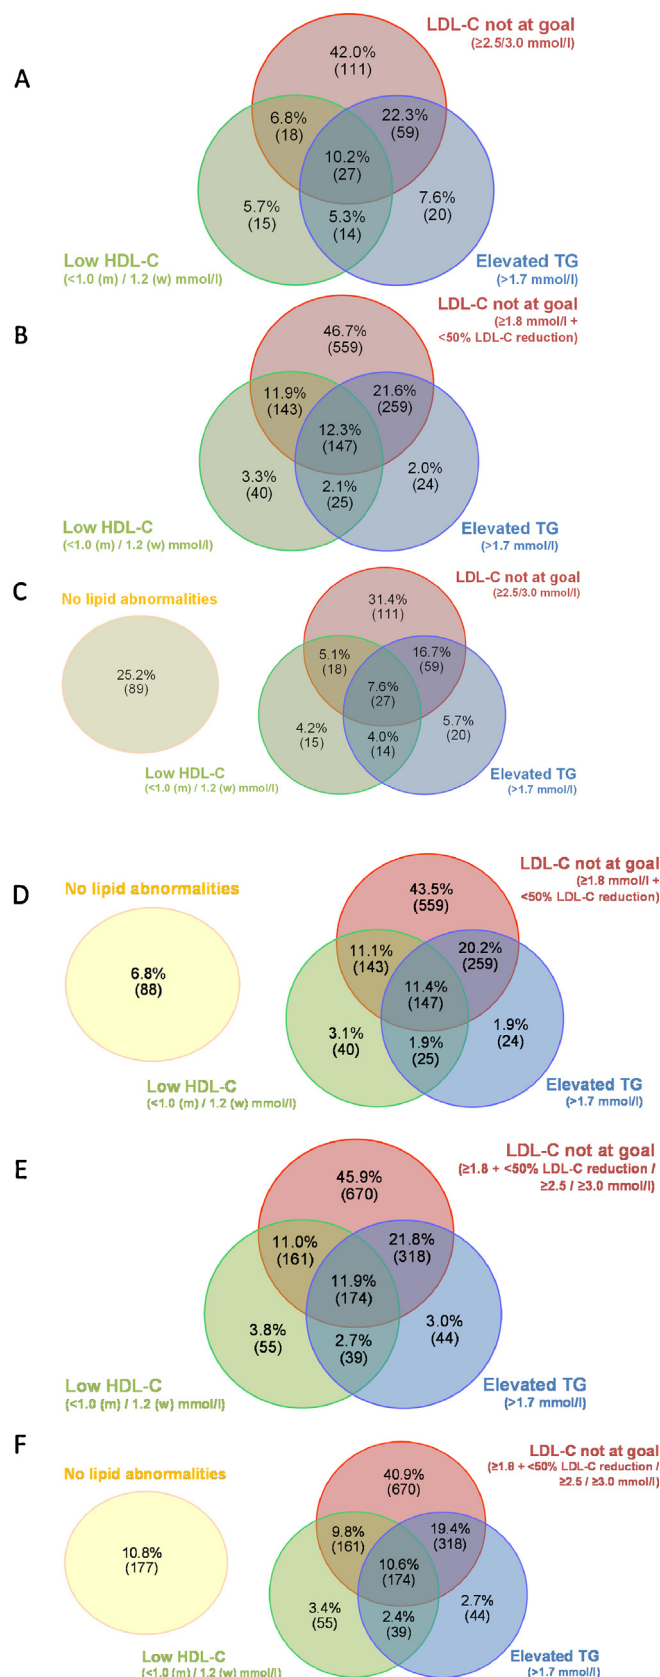 A
LDL-C not at goal
(≥2.5/3.0 mmol/l)
42.0%
(111)
6.8%
(18)
22.3%
(59)
10.2%
(27)
5.7%
(15)
5.3%
(14)
7.6%
(20)
Low HDL-C
(<1.0 (m) / 1.2 (w) mmol/l)
Elevated TG
(>1.7 mmol/l)
B
LDL-C not at goal
(≥1.8 mmol/l +
<50% LDL-C reduction)
46.7%
(559)
11.9%
(143)
21.6%
(259)
12.3%
(147)
3.3%
(40)
2.1%
(25)
2.0%
(24)
Low HDL-C
(<1.0 (m) / 1.2 (w) mmol/l)
Elevated TG
(>1.7 mmol/l)
C
No lipid abnormalities
LDL-C not at goal
(≥2.5/3.0 mmol/l)
25.2%
(89)
31.4%
(111)
5.1%
(18)
16.7%
(59)
7.6%
(27)
4.2%
(15)
4.0%
(14)
5.7%
(20)
Low HDL-C
(<1.0 (m) / 1.2 (w) mmol/l)
Elevated TG
(>1.7 mmol/l)
D
No lipid abnormalities
LDL-C not at goal
(≥1.8 mmol/l +
<50% LDL-C reduction)
6.8%
(88)
43.5%
(559)
11.1%
(143)
20.2%
(259)
11.4%
(147)
3.1%
(40)
1.9%
(25)
1.9%
(24)
Low HDL-C
(<1.0 (m) / 1.2 (w) mmol/l)
Elevated TG
(>1.7 mmol/l)
E
LDL-C not at goal
(≥1.8 + <50% LDL-C reduction /
≥2.5 / ≥3.0 mmol/l)
45.9%
(670)
11.0%
(161)
21.8%
(318)
11.9%
(174)
3.8%
(55)
2.7%
(39)
3.0%
(44)
Low HDL-C
(<1.0 (m) / 1.2 (w) mmol/l)
Elevated TG
(>1.7 mmol/l)
F
No lipid abnormalities
LDL-C not at goal
(≥1.8 + <50% LDL-C reduction /
≥2.5 / ≥3.0 mmol/l)
10.8%
(177)
40.9%
(670)
9.8%
(161)
19.4%
(318)
10.6%
(174)
3.4%
(55)
2.4%
(39)
2.7%
(44)
Low HDL-C
(<1.0 (m) / 1.2 (w) mmol/l)
Elevated TG
(>1.7 mmol/l)